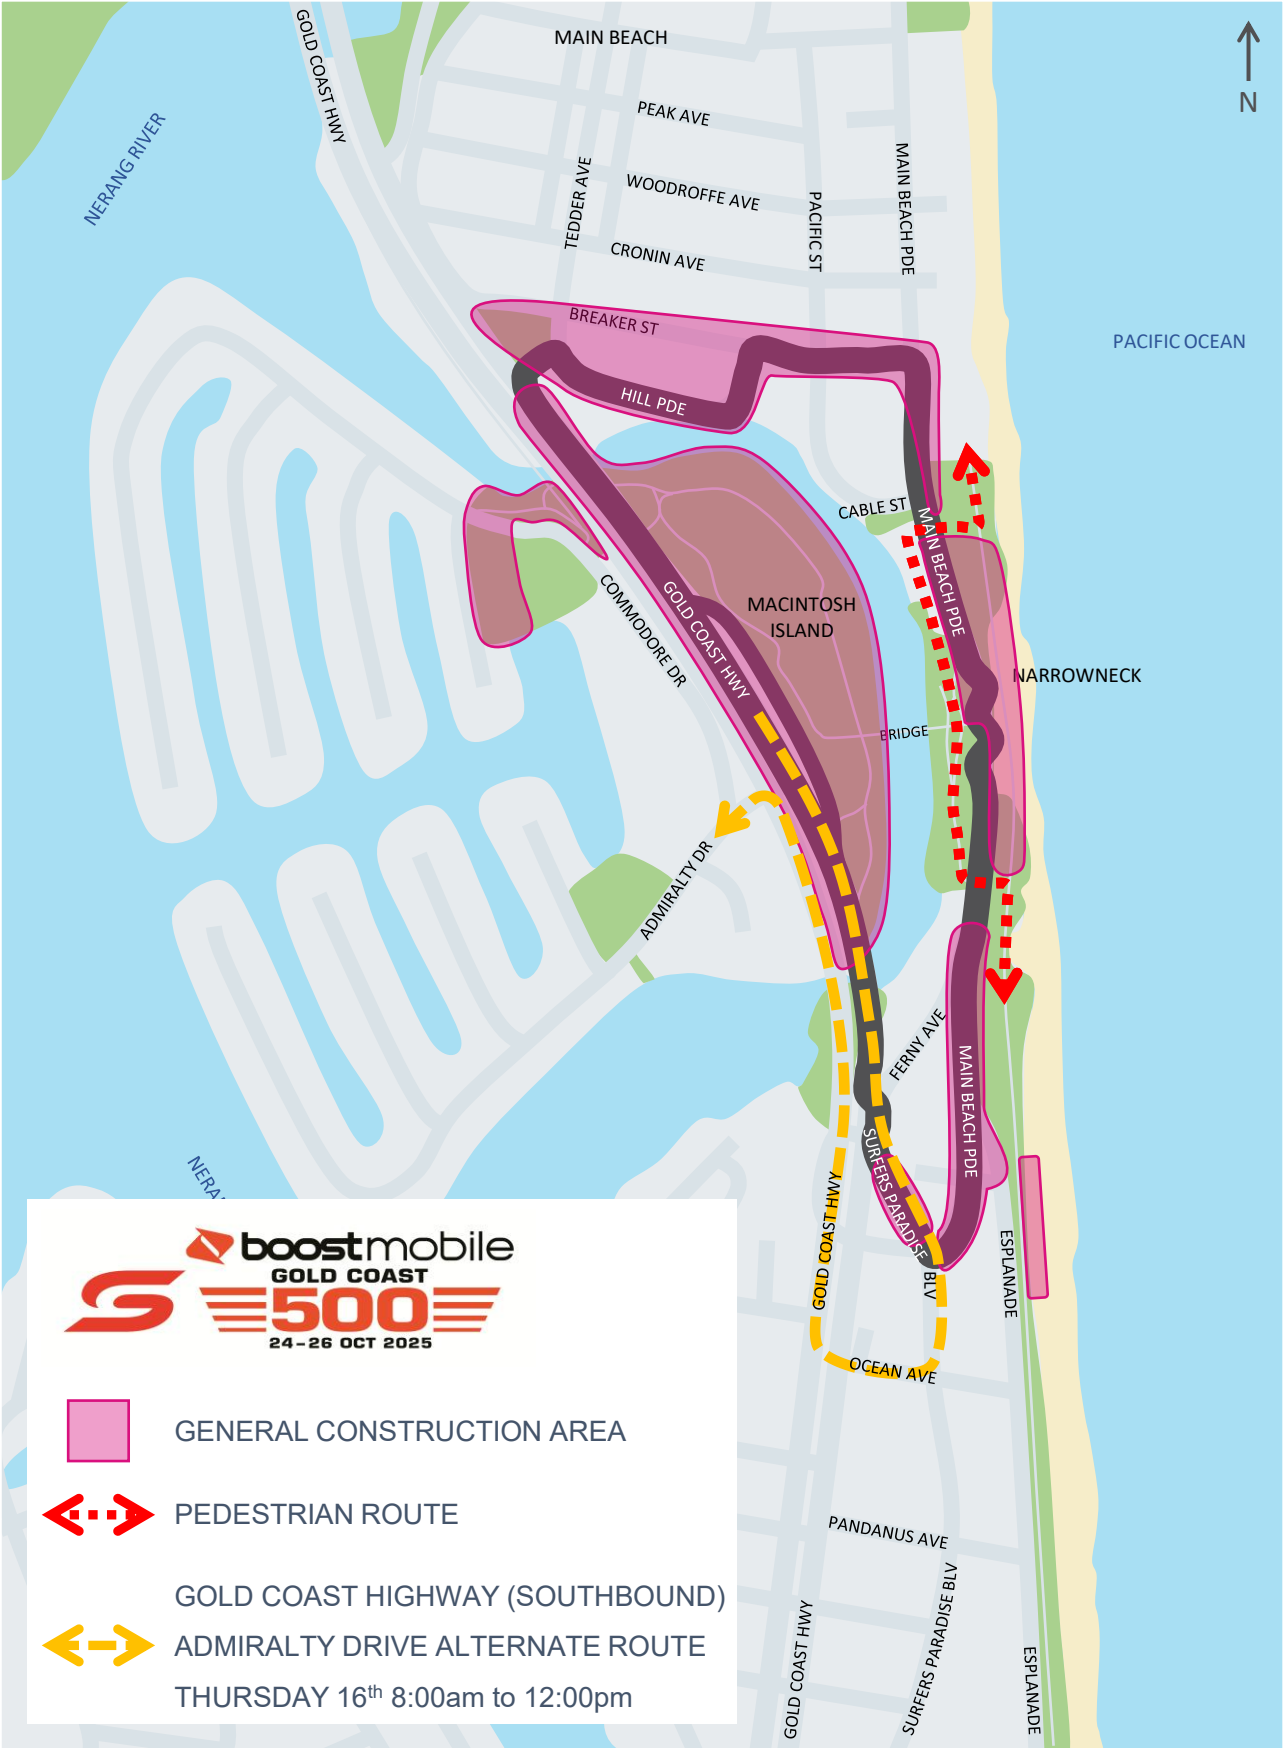 GOLD COAST HWY
MAIN BEACH
N
NERANG RIVER
PEAK AVE
TEDDER AVE
WOODROFFE AVE
PACIFIC ST
MAIN BEACH PDE
CRONIN AVE
BREAKER ST
PACIFIC OCEAN
HILL PDE
CABLE ST
MAIN BEACH PDE
COMMODORE DR
GOLD COAST HWY
MACINTOSH
ISLAND
NARROWNECK
BRIDGE
ADMIRALTY DR
FERNY AVE
MAIN BEACH PDE
SURFERS PARADISE
BLV
NERA
GOLD COAST HWY
ESPLANADE
OCEAN AVE
PANDANUS AVE
GOLD COAST HWY
SURFERS PARADISE BLV
ESPLANADE
boostmobile
GOLD COAST
500
24-26 OCT 2025
GENERAL CONSTRUCTION AREA
PEDESTRIAN ROUTE
GOLD COAST HIGHWAY (SOUTHBOUND)
ADMIRALTY DRIVE ALTERNATE ROUTE
THURSDAY 16th 8:00am to 12:00pm